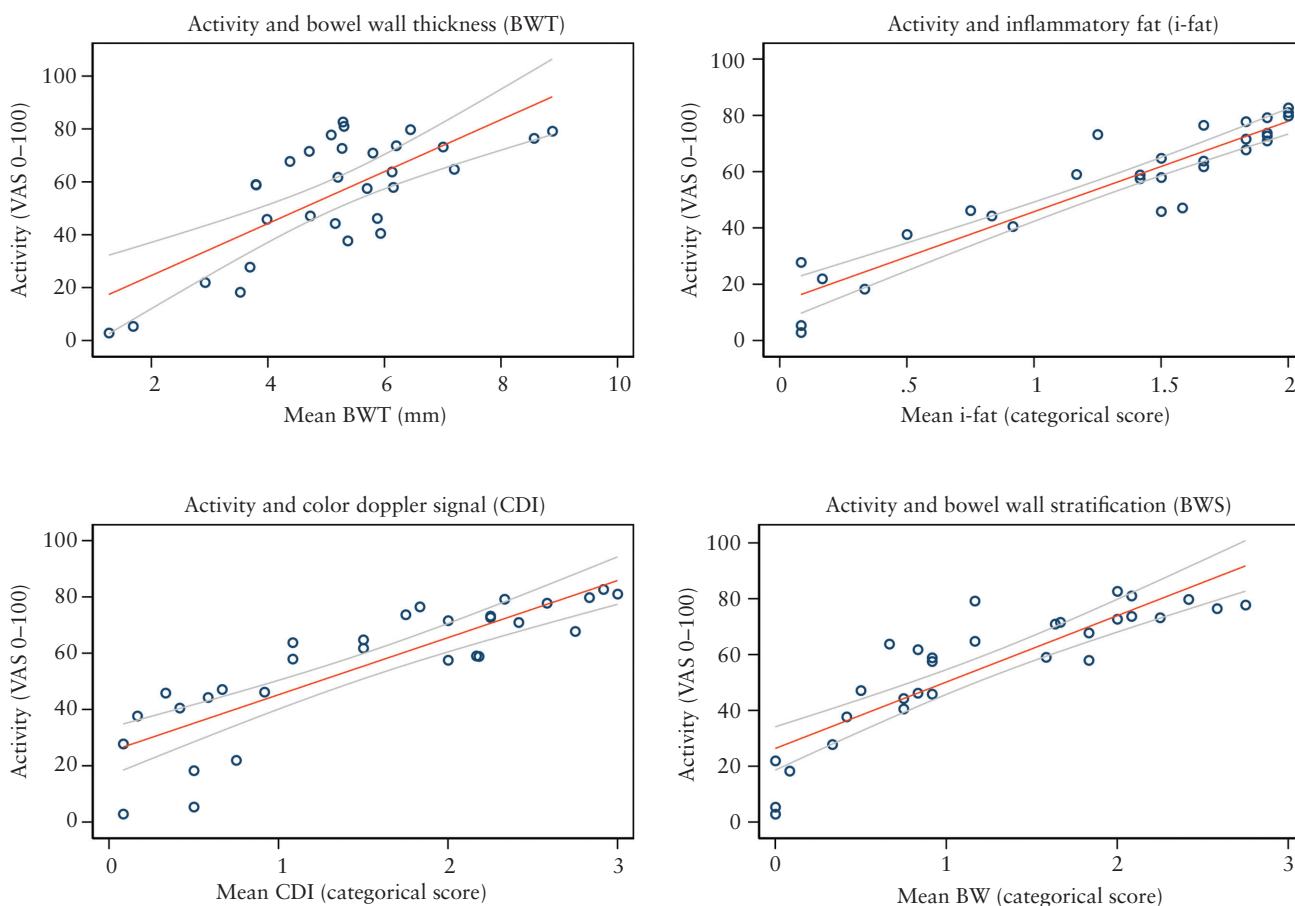 Activity and bowel wall thickness (BWT)
Activity (VAS 0–100)
100
80
60
40
20
0
2 4 6 8 10
Mean BWT (mm)
Activity and inflammatory fat (i-fat)
Activity (VAS 0–100)
100
80
60
40
20
0
0 .5 1 1.5 2
Mean i-fat (categorical score)
Activity and color doppler signal (CDI)
Activity (VAS 0–100)
100
80
60
40
20
0
0 1 2 3
Mean CDI (categorical score)
Activity and bowel wall stratification (BWS)
Activity (VAS 0–100)
100
80
60
40
20
0
0 1 2 3
Mean BW (categorical score)